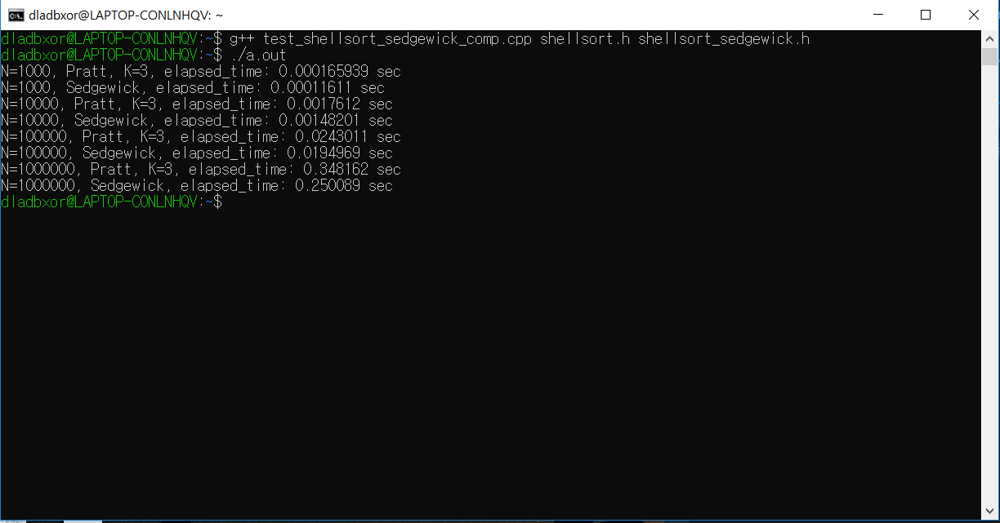 dladbxor@LAPTOP-CONLNHQV: ~
dladbxor@LAPTOP-CONLNHQV:~$ g++ test_shellsort_sedgewick_comp.cpp shellsort.h shellsort_sedgewick.h
dladbxor@LAPTOP-CONLNHQV:~$ ./a.out
N=1000, Pratt, K=3, elapsed_time: 0.000165939 sec
N=1000, Sedgewick, elapsed_time: 0.00011611 sec
N=10000, Pratt, K=3, elapsed_time: 0.0017612 sec
N=10000, Sedgewick, elapsed_time: 0.00148201 sec
N=100000, Pratt, K=3, elapsed_time: 0.0243011 sec
N=100000, Sedgewick, elapsed_time: 0.0194969 sec
N=1000000, Pratt, K=3, elapsed_time: 0.348162 sec
N=1000000, Sedgewick, elapsed_time: 0.250089 sec
dladbxor@LAPTOP-CONLNHQV:~$